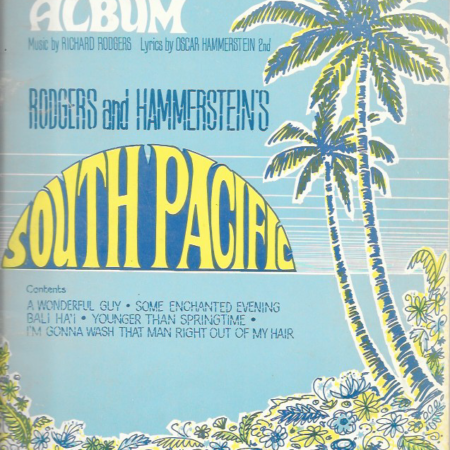 ALBUM
Music by RICHARD RODGERS Lyrics by OSCAR HAMMERSTEIN 2nd
RODGERS and HAMMERSTEIN'S
SOUTH PACIFIC
Contents
A WONDERFUL GUY • SOME ENCHANTED EVENING
BALI HA'I • YOUNGER THAN SPRINGTIME •
I'M GONNA WASH THAT MAN RIGHT OUT OF MY HAIR